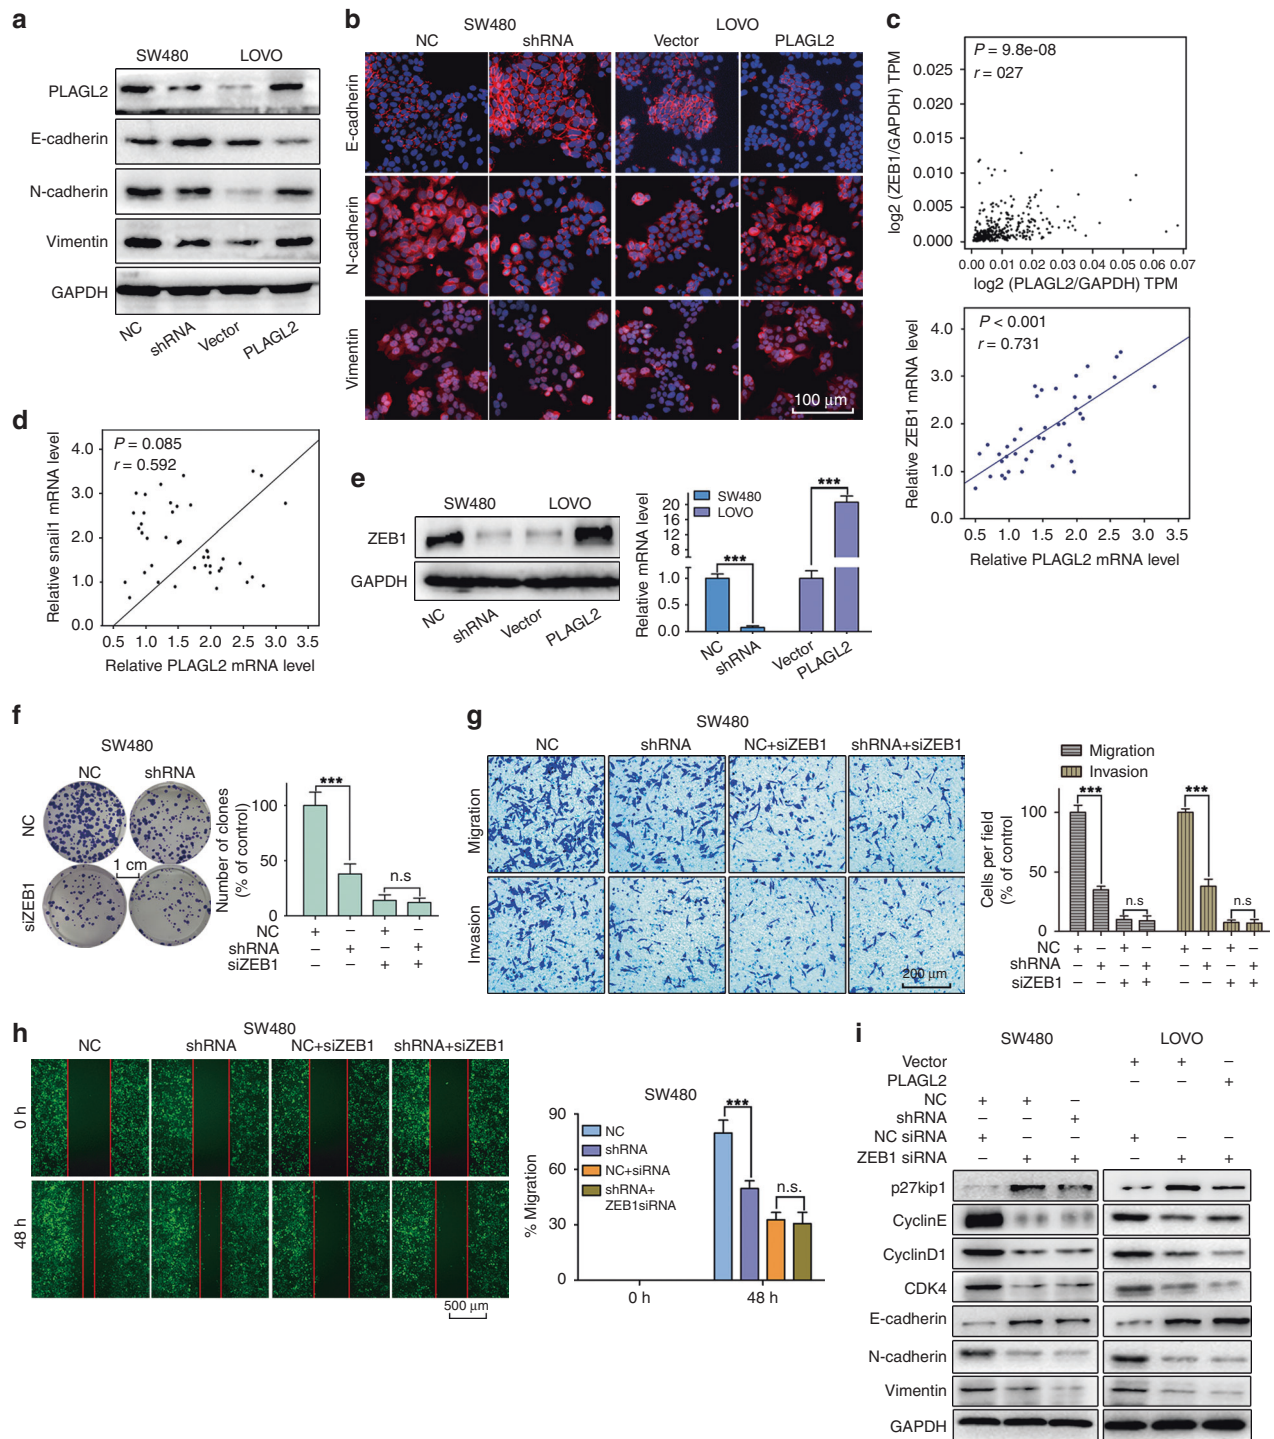 a
SW480 LOVO
PLAGL2
E-cadherin
N-cadherin
Vimentin
GAPDH
NC shRNA Vector PLAGL2
b
SW480 LOVO
NC shRNA Vector PLAGL2
E-cadherin
N-cadherin
Vimentin
100 μm
c
P = 9.8e-08
r = 027
log2 (ZEB1/GAPDH) TPM
0.025
0.020
0.015
0.010
0.005
0.000
0.00 0.01 0.02 0.03 0.04 0.05 0.06 0.07
log2 (PLAGL2/GAPDH) TPM
P < 0.001
r = 0.731
Relative ZEB1 mRNA level
4.0
3.0
2.0
1.0
0.0
0.5 1.0 1.5 2.0 2.5 3.0 3.5
Relative PLAGL2 mRNA level
d
P = 0.085
r = 0.592
Relative snail1 mRNA level
4.0
3.0
2.0
1.0
0.0
0.5 1.0 1.5 2.0 2.5 3.0 3.5
Relative PLAGL2 mRNA level
e
SW480 LOVO
ZEB1
GAPDH
NC shRNA Vector PLAGL2
Relative mRNA level
20
16
12
8
1.0
0.5
0.0
SW480
LOVO
***
***
NC shRNA Vector PLAGL2
f
SW480
NC shRNA
NC
siZEB1
1 cm
Number of clones
(% of control)
100
50
0
***
n.s
NC + – + –
shRNA – + – +
siZEB1 – – + +
g
SW480
NC shRNA NC+siZEB1 shRNA+siZEB1
Migration
Invasion
200 μm
Migration
Invasion
Cells per field
(% of control)
100
50
0
***
n.s
***
n.s
NC + – + – + – + –
shRNA – + – + – + – +
siZEB1 – – + + – – + +
h
SW480
NC shRNA NC+siZEB1 shRNA+siZEB1
0 h
48 h
500 μm
SW480
% Migration
90
60
30
0
NC
shRNA
NC+siRNA
shRNA+
ZEB1siRNA
***
n.s.
0 h 48 h
i
SW480 LOVO
Vector + + –
PLAGL2 – – +
NC + + –
shRNA – – +
NC siRNA + – – + – –
ZEB1 siRNA – + + – + +
p27kip1
CyclinE
CyclinD1
CDK4
E-cadherin
N-cadherin
Vimentin
GAPDH